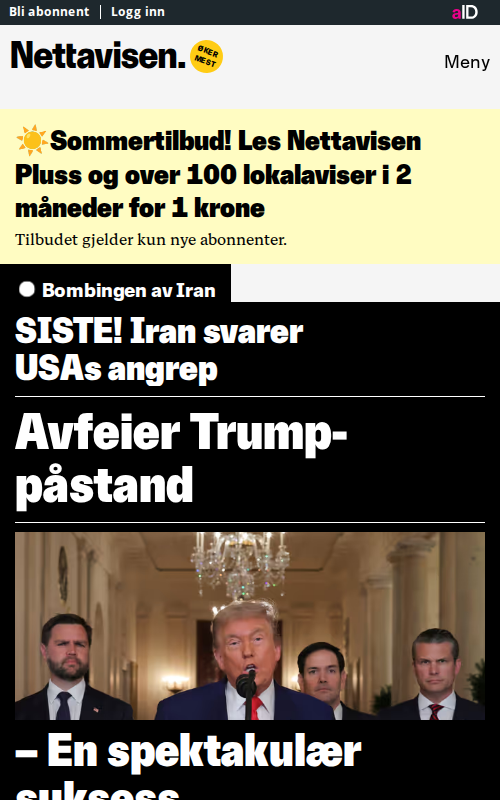 Bli abonnent
Logg inn
aID
Nettavisen.
ØKER
MEST
Meny
☀️Sommertilbud! Les Nettavisen
Pluss og over 100 lokalaviser i 2
måneder for 1 krone
Tilbudet gjelder kun nye abonnenter.
Bombingen av Iran
SISTE! Iran svarer
USAs angrep
Avfeier Trump-
påstand
– En spektakulær
suksess